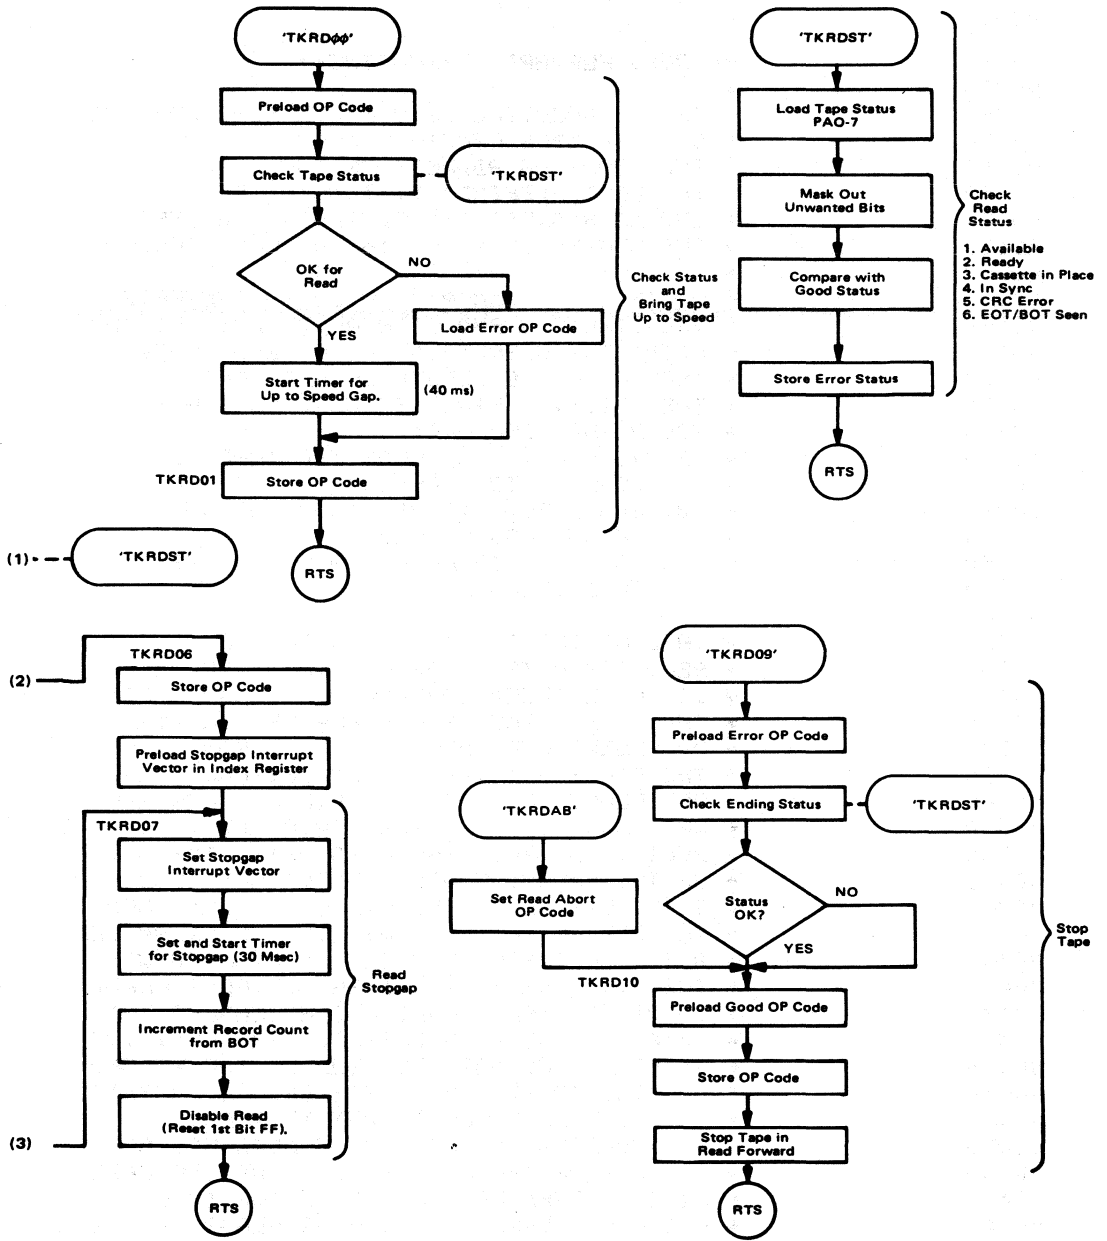 'TKRDφφ'
Preload OP Code
Check Tape Status
'TKRDST'
OK for
Read
NO
YES
Load Error OP Code
Start Timer for
Up to Speed Gap.
(40 ms)
TKRD01
Store OP Code
RTS
Check Status
and
Bring Tape
Up to Speed
'TKRDST'
Load Tape Status
PAO-7
Mask Out
Unwanted Bits
Compare with
Good Status
Store Error Status
RTS
Check
Read
Status
1. Available
2. Ready
3. Cassette in Place
4. In Sync
5. CRC Error
6. EOT/BOT Seen
(1)
'TKRDST'
(2)
TKRD06
Store OP Code
Preload Stopgap Interrupt
Vector in Index Register
TKRD07
Set Stopgap
Interrupt Vector
Set and Start Timer
for Stopgap (30 Msec)
Increment Record Count
from BOT
Disable Read
(Reset 1st Bit FF).
(3)
RTS
Read
Stopgap
'TKRD09'
Preload Error OP Code
Check Ending Status
'TKRDST'
'TKRDAB'
Set Read Abort
OP Code
Status
OK?
NO
YES
TKRD10
Preload Good OP Code
Store OP Code
Stop Tape in
Read Forward
RTS
Stop
Tape